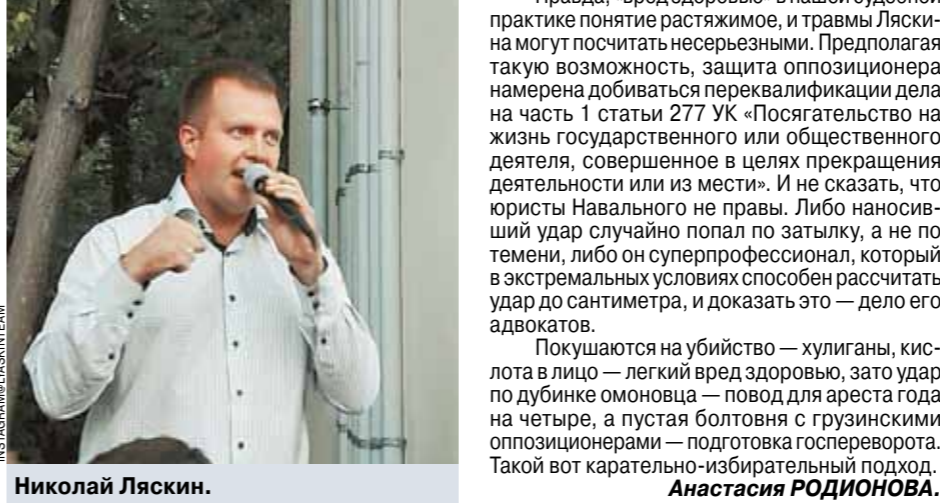 INSTAGRAM@LYASKINTEAM
Николай Ляскин.
практике понятие растяжимое, и травмы Ляски-
на могут посчитать несерьезными. Предполагая
такую возможность, защита оппозиционера
намерена добиваться переквалификации дела
на часть 1 статьи 277 УК «Посягательство на
жизнь государственного или общественного
деятеля, совершенное в целях прекращения
деятельности или из мести». И не сказать, что
юристы Навального не правы. Либо наносив-
ший удар случайно попал по затылку, а не по
темени, либо он суперпрофессионал, который
в экстремальных условиях способен рассчитать
удар до сантиметра, и доказать это — дело его
адвокатов.
Покушаются на убийство — хулиганы, кис-
лота в лицо — легкий вред здоровью, зато удар
по дубинке омоновца — повод для ареста года
на четыре, а пустая болтовня с грузинскими
оппозиционерами — подготовка госпереворота.
Такой вот карательно-избирательный подход.
Анастасия РОДИОНОВА.